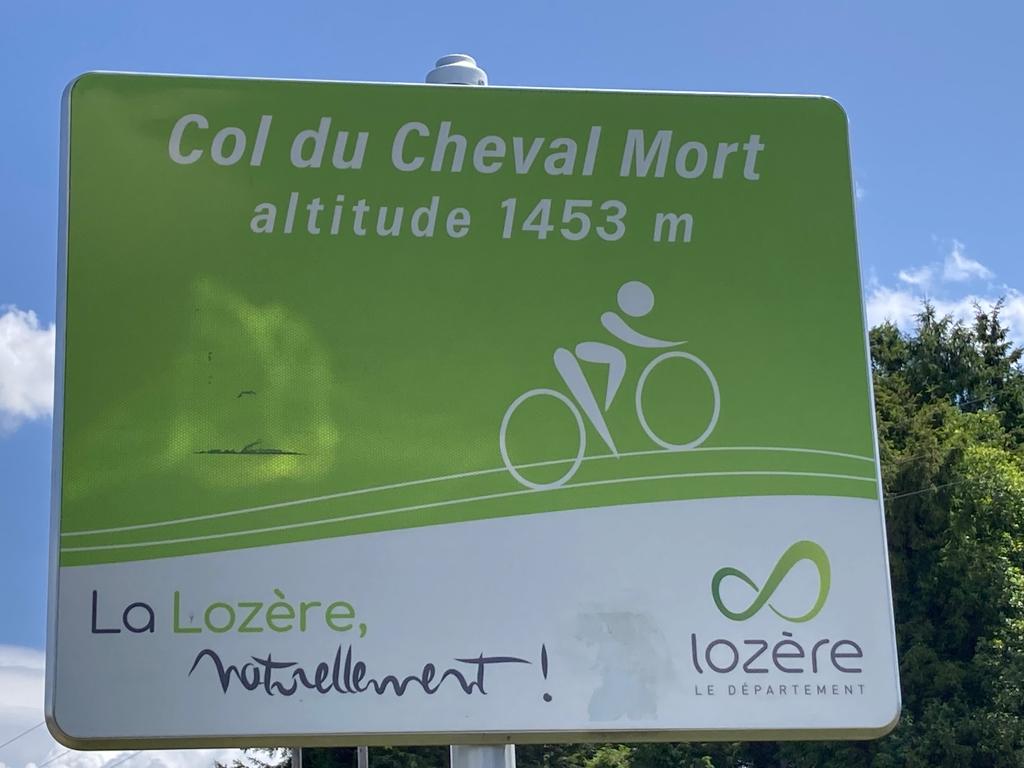 Col du Cheval Mort
altitude 1453 m
La Lozère,
naturellement !
lozère
LE DÉPARTEMENT